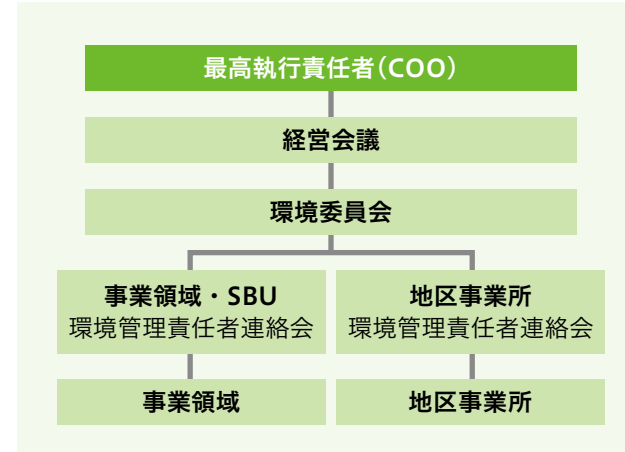 最高執行責任者（COO）
経営会議
環境委員会
事業領域・SBU
環境管理責任者連絡会
地区事業所
環境管理責任者連絡会
事業領域
地区事業所